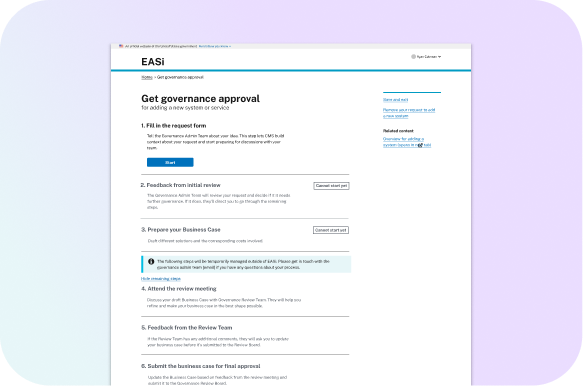 An official website of the United States government
EASi
Home > Get governance approval
Get governance approval
for adding a new system or service
Save and exit
Remove your request to add
a new system
1. Fill in the request form
Tell the Governance Admin Team about your idea. This step lets CMS build
content about your request and start preparing for discussions with your
team.
Related content
Overview for adding a
Start
2. Feedback from initial review
Cannot start yet
The Governance Admin Team will review your request and decide if it it needs
further governance. If it does, they'll direct you to go through the remaining
steps.
3. Prepare your Business Case
Cannot start yet
Draft different solutions and the corresponding costs involved.
The following steps will be temporarily managed outside of EASi. Please get in touch with the
governance admin team (email) if you have any questions about your process.
Hide remaining steps
4. Attend the review meeting
Discuss your draft Business Case with Governance Review Team. They will help you
refine and make your business case in the best shape possible.
5. Feedback from the Review Team
If the Review Team has any additional comments, they will ask you to update
your business case before it's submitted to the Review Board.
6. Submit the business case for final approval
Update the Business Case based on feedback from the review meeting and
submit it to the Governance Review Board.